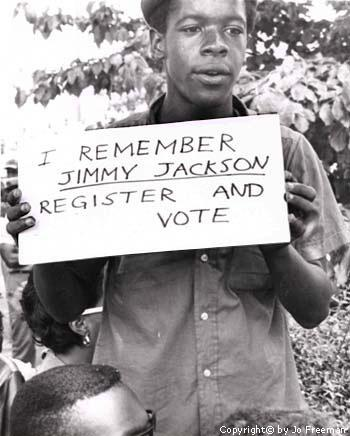 I REMEMBER
JIMMY JACKSON
REGISTER AND
VOTE
Copyright© by Jo Freeman